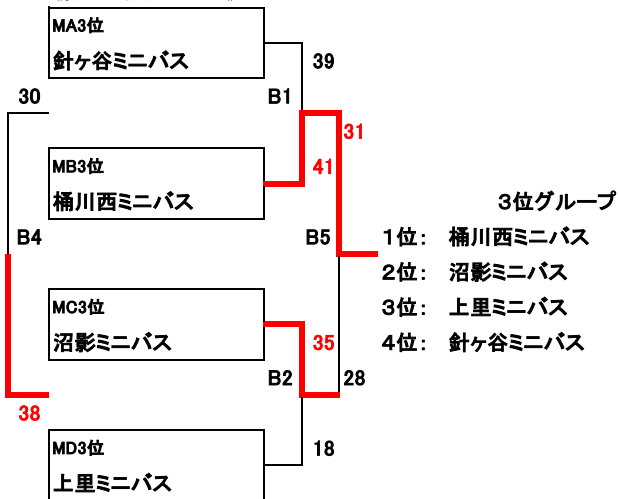 MA3位
針ヶ谷ミニバス
39
30
B1
31
MB3位
41
桶川西ミニバス
3位グループ
B4
B5
1位： 桶川西ミニバス
2位： 沼影ミニバス
MC3位
3位： 上里ミニバス
沼影ミニバス
35
4位： 針ヶ谷ミニバス
B2
28
38
MD3位
18
上里ミニバス